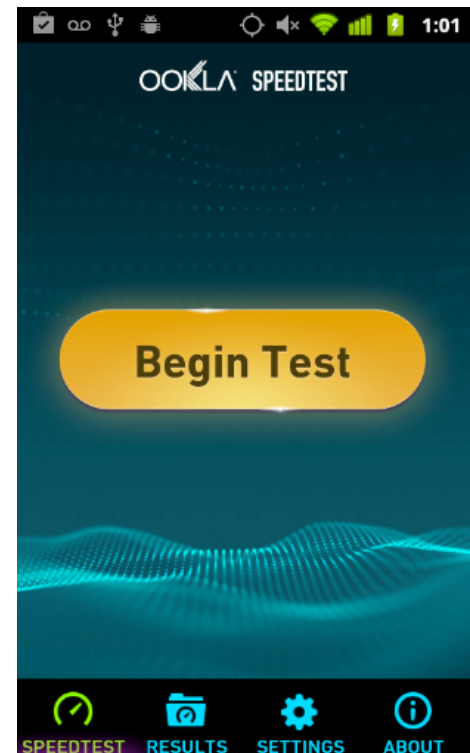 1:01
OOKLA SPEEDTEST
Begin Test
SPEEDTEST RESULTS SETTINGS ABOUT